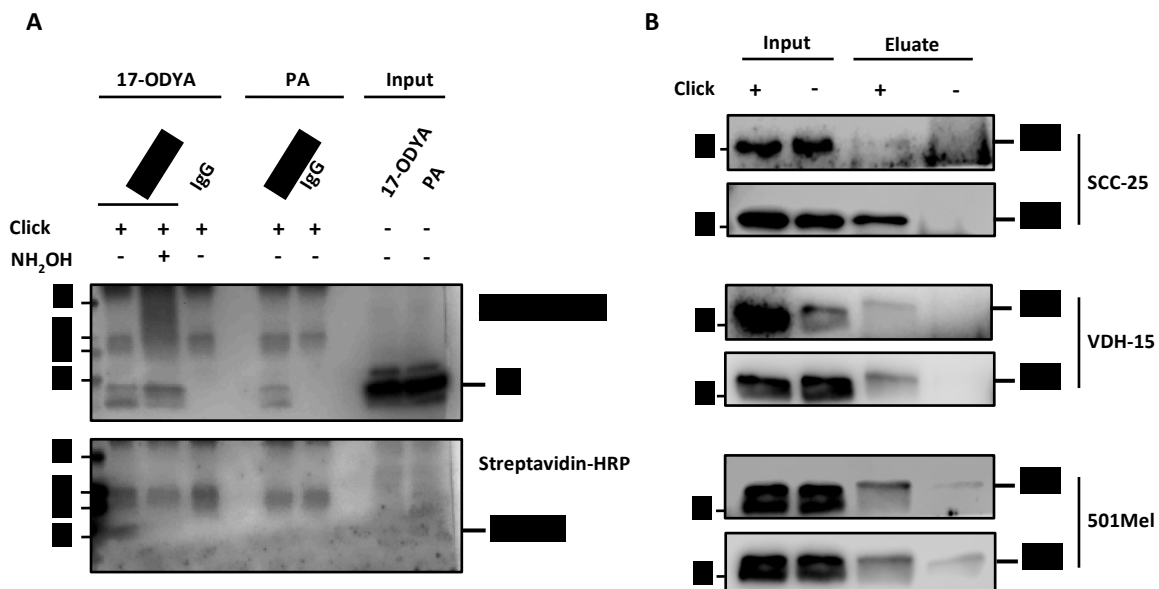 A
17-ODYA PA Input
IgG IgG 17-ODYA PA
Click + + + + + - -
NH2OH - + - - - - -
Streptavidin-HRP
B
Input Eluate
Click + - + -
SCC-25
VDH-15
501Mel